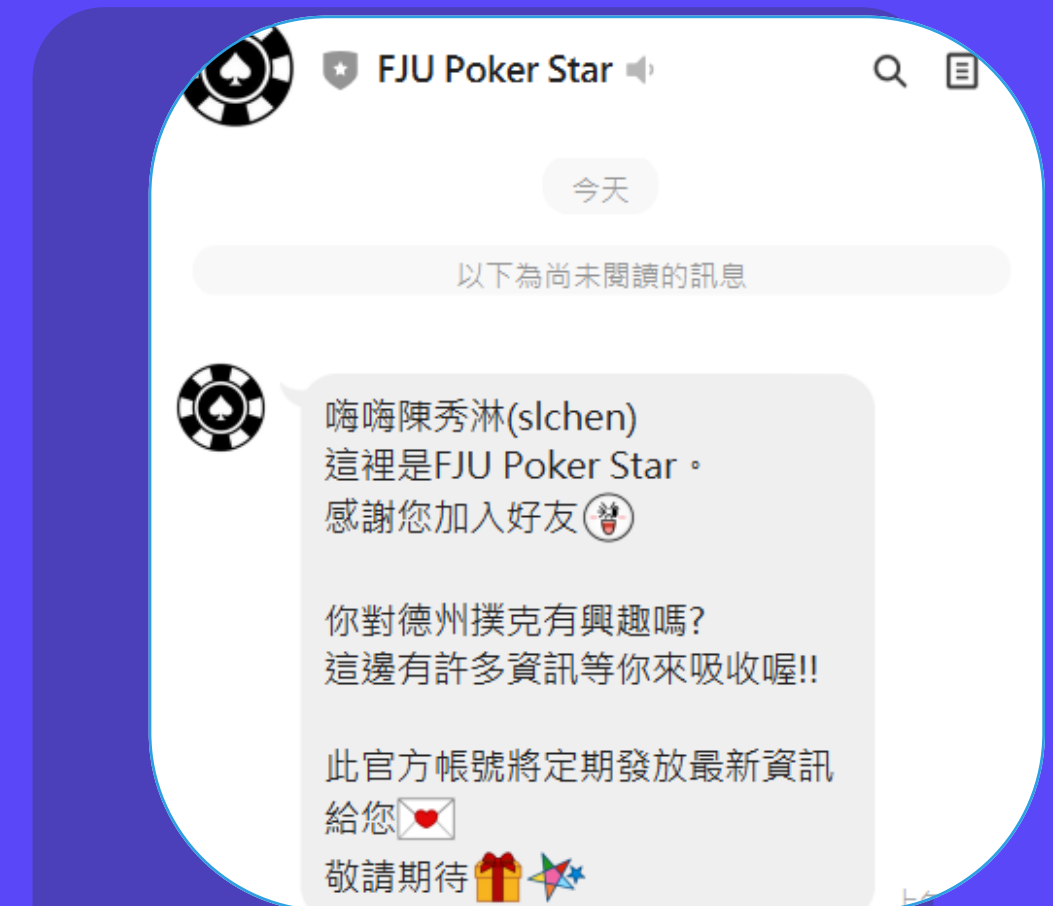 FJU Poker Star
今天
以下為尚未閱讀的訊息
嗨嗨陳秀淋(slchen)
這裡是FJU Poker Star。
感謝您加入好友
你對德州撲克有興趣嗎?
這邊有許多資訊等你來吸收喔!!
此官方帳號將定期發放最新資訊
給您
敬請期待